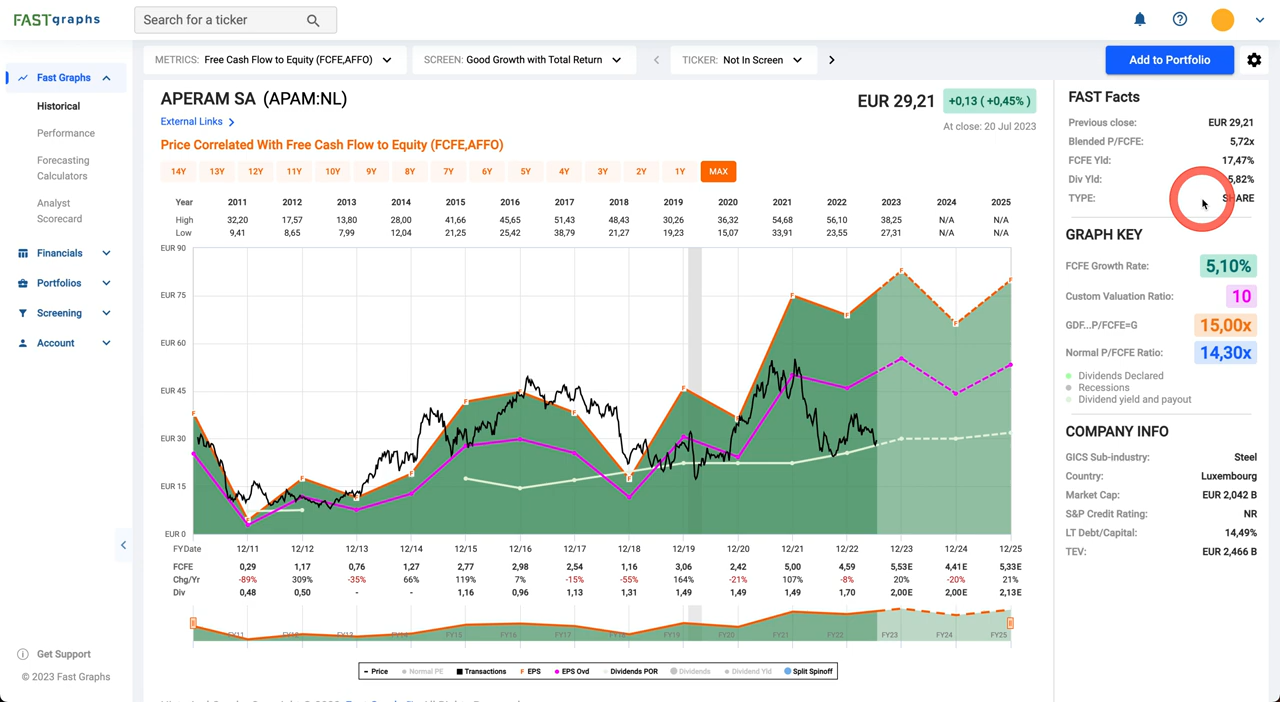 FAST graphs
Search for a ticker
METRICS: Free Cash Flow to Equity (FCFE,AFFO)
SCREEN: Good Growth with Total Return
TICKER: Not In Screen
Add to Portfolio
Fast Graphs
Historical
Performance
Forecasting
Calculators
Analyst
Scorecard
Financials
Portfolios
Screening
Account
Get Support
© 2023 Fast Graphs
APERAM SA (APAM:NL)
EUR 29,21 +0,13 ( +0,45% )
External Links
At close: 20 Jul 2023
Price Correlated With Free Cash Flow to Equity (FCFE,AFFO)
14Y 13Y 12Y 11Y 10Y 9Y 8Y 7Y 6Y 5Y 4Y 3Y 2Y 1Y MAX
Year 2011 2012 2013 2014 2015 2016 2017 2018 2019 2020 2021 2022 2023 2024 2025
High 32,20 17,57 13,80 28,00 41,66 45,65 51,43 48,43 30,26 36,32 54,68 56,10 38,25 N/A N/A
Low 9,41 8,65 7,99 12,04 21,25 25,42 38,79 21,27 19,23 15,07 33,91 23,55 27,31 N/A N/A
EUR 90
EUR 75
EUR 60
EUR 45
EUR 30
EUR 15
EUR 0
FYDate 12/11 12/12 12/13 12/14 12/15 12/16 12/17 12/18 12/19 12/20 12/21 12/22 12/23 12/24 12/25
FCFE 0,29 1,17 0,76 1,27 2,77 2,98 2,54 1,16 3,06 2,42 5,00 4,59 5,53E 4,41E 5,33E
Chg/Yr -89% 309% -35% 66% 119% 7% -15% -55% 164% -21% 107% -8% 20% -20% 21%
Div 0,48 0,50 - - 1,16 0,96 1,13 1,31 1,49 1,49 1,49 1,70 2,00E 2,00E 2,13E
FY11 FY12 FY13 FY14 FY15 FY16 FY17 FY18 FY19 FY20 FY21 FY22 FY23 FY24 FY25
Price Normal PE Transactions EPS EPS Ovd Dividends POR Dividends Dividend Yld Split Spinoff
FAST Facts
Previous close: EUR 29,21
Blended P/FCFE: 5,72x
FCFE Yld: 17,47%
Div Yld: 5,82%
TYPE: SHARE
GRAPH KEY
FCFE Growth Rate: 5,10%
Custom Valuation Ratio: 10
GDF...P/FCFE=G 15,00x
Normal P/FCFE Ratio: 14,30x
Dividends Declared
Recessions
Dividend yield and payout
COMPANY INFO
GICS Sub-industry: Steel
Country: Luxembourg
Market Cap: EUR 2,042 B
S&P Credit Rating: NR
LT Debt/Capital: 14,49%
TEV: EUR 2,466 B